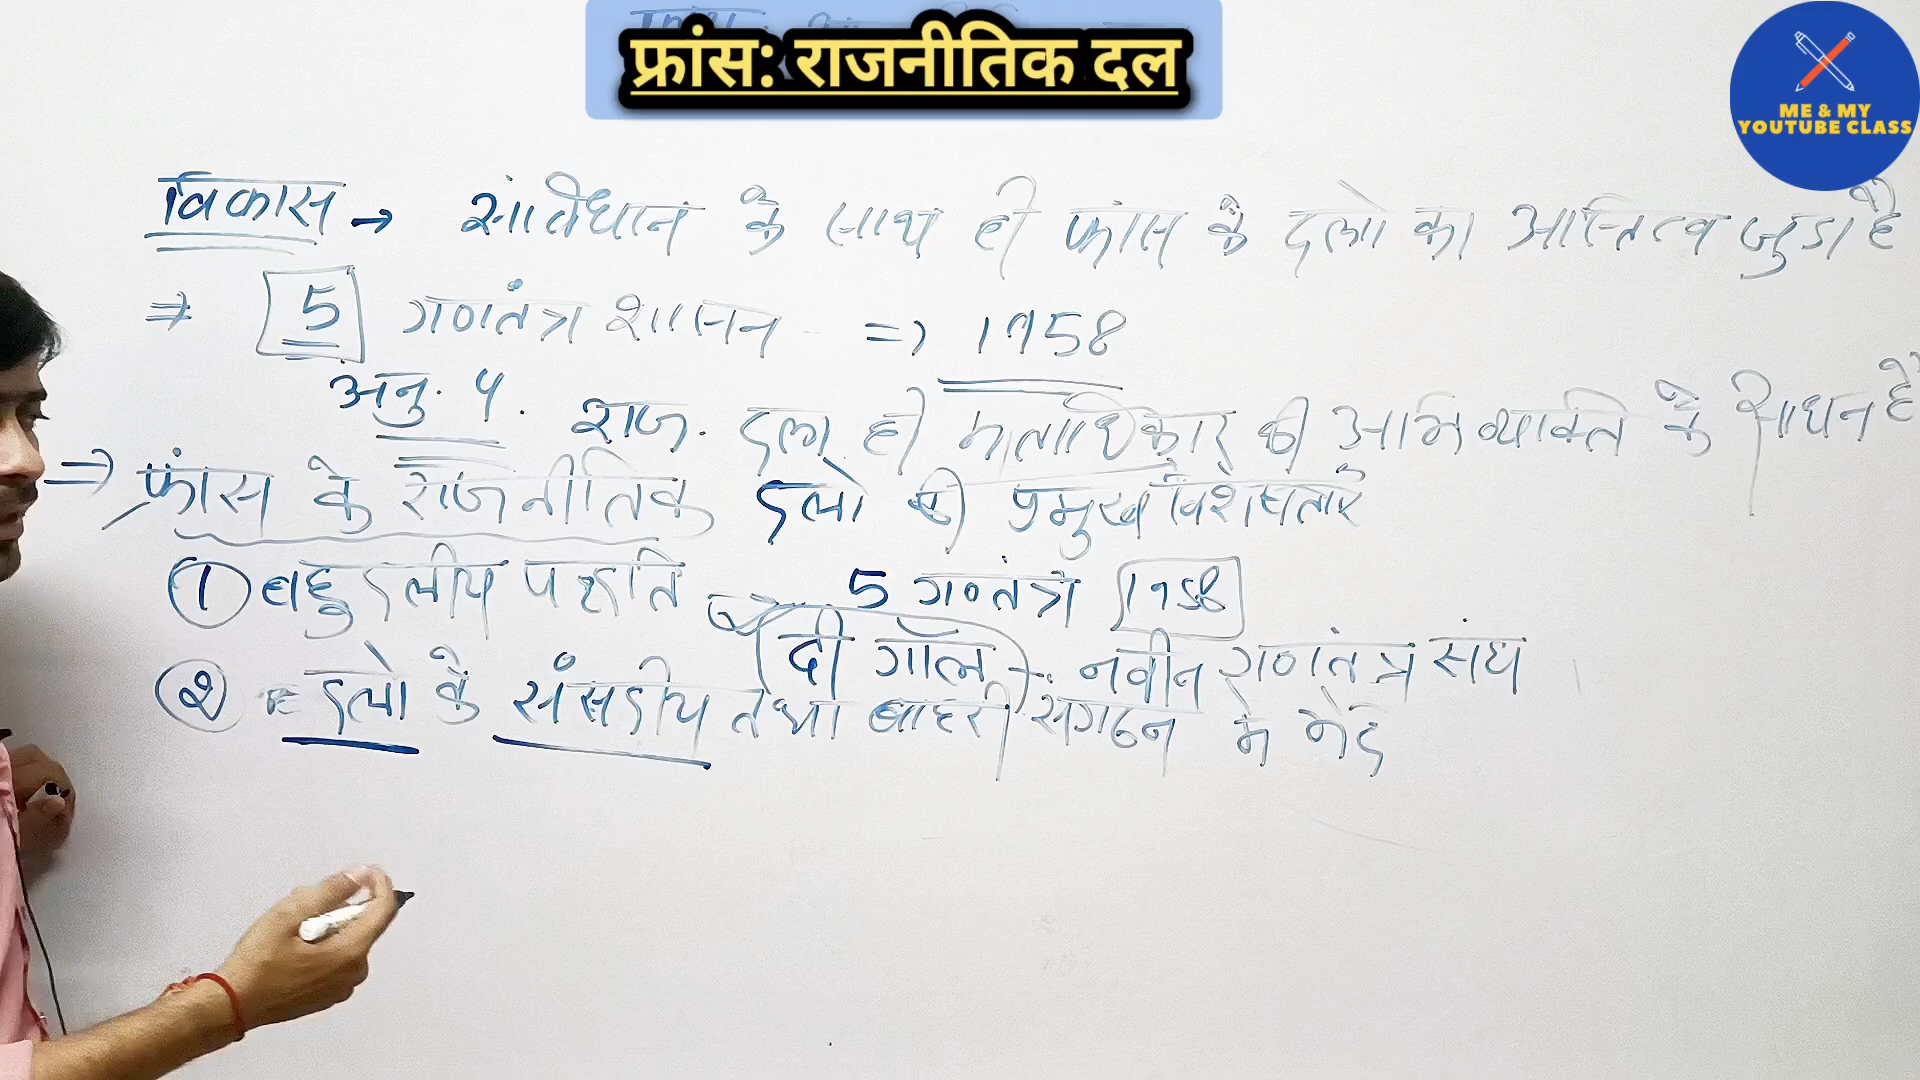 फ्रांस: राजनीतिक दल
ME & MY
YOUTUBE CLASS
विकास → संविधान के साथ ही फ्रांस के दलो का अस्तित्व जुडा है
⇒ 5 गणतंत्र शासन ⇒ 1958
अनु. 4. राज. दल ही मताधिकार की अभिव्यक्ति के साधन है
⇒ फ्रांस के राजनीतिक दलो की प्रमुख विशेषताएं
① बहुदलीय पद्धति 5 गणतंत्र 1958
दी गॉल - नवीन गणतंत्र संघ
② दलो के संसदीय तथा बाहरी संगठन मे भेद